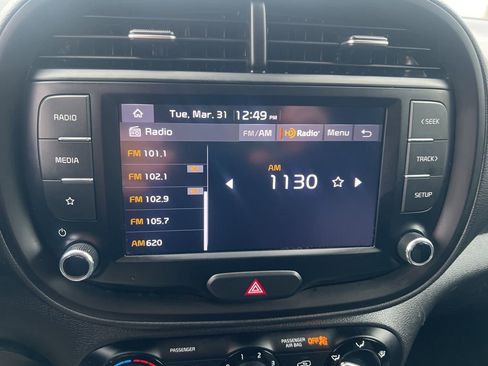 Tue, Mar. 31 12:49 PM
RADIO
< SEEK
Radio FM/AM HD Radio Menu
FM 101.1
MEDIA
FM 102.1
AM
1130
TRACK >
FM 102.9
SETUP
FM 105.7
AM 620
PASSENGER
PASSENGER AIR BAG OFF
3